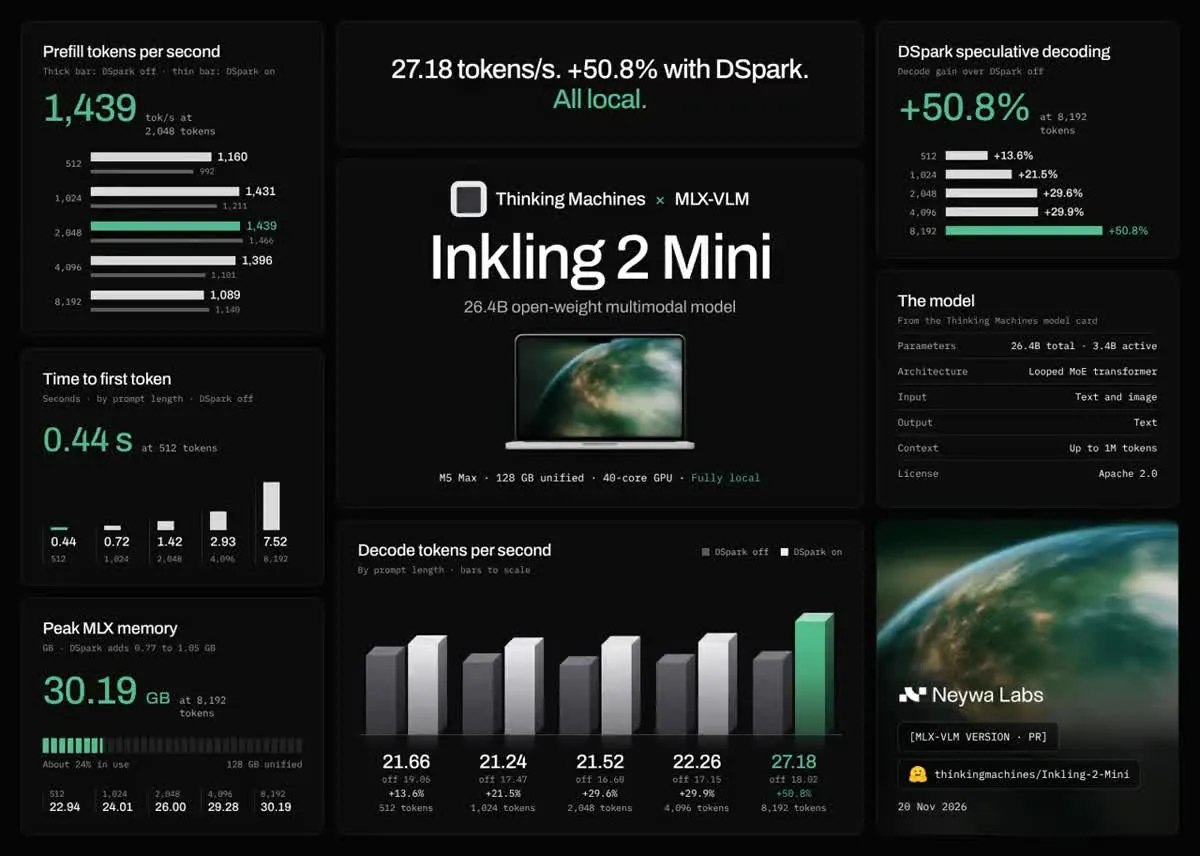 Prefill tokens per second
Thick bar: DSpark off · thin bar: DSpark on
1,439 tok/s at
2,048 tokens
512 1,160
992
1,024 1,431
1,211
2,048 1,439
1,466
4,096 1,396
1,101
8,192 1,089
1,140
Time to first token
Seconds · by prompt length · DSpark off
0.44 s at 512 tokens
0.44 0.72 1.42 2.93 7.52
512 1,024 2,048 4,096 8,192
Peak MLX memory
GB · DSpark adds 0.77 to 1.05 GB
30.19 GB at 8,192
tokens
About 24% in use 128 GB unified
512 1,024 2,048 4,096 8,192
22.94 24.01 26.00 29.28 30.19
27.18 tokens/s. +50.8% with DSpark.
All local.
Thinking Machines × MLX-VLM
Inkling 2 Mini
26.4B open-weight multimodal model
M5 Max · 128 GB unified · 40-core GPU · Fully local
Decode tokens per second
DSpark off DSpark on
By prompt length · bars to scale
21.66 21.24 21.52 22.26 27.18
off 19.06 off 17.47 off 16.60 off 17.15 off 18.02
+13.6% +21.5% +29.6% +29.9% +50.8%
512 tokens 1,024 tokens 2,048 tokens 4,096 tokens 8,192 tokens
DSpark speculative decoding
Decode gain over DSpark off
+50.8% at 8,192
tokens
512 +13.6%
1,024 +21.5%
2,048 +29.6%
4,096 +29.9%
8,192 +50.8%
The model
From the Thinking Machines model card
Parameters 26.4B total · 3.4B active
Architecture Looped MoE transformer
Input Text and image
Output Text
Context Up to 1M tokens
License Apache 2.0
Neywa Labs
[MLX-VLM VERSION · PR]
thinkingmachines/Inkling-2-Mini
20 Nov 2026